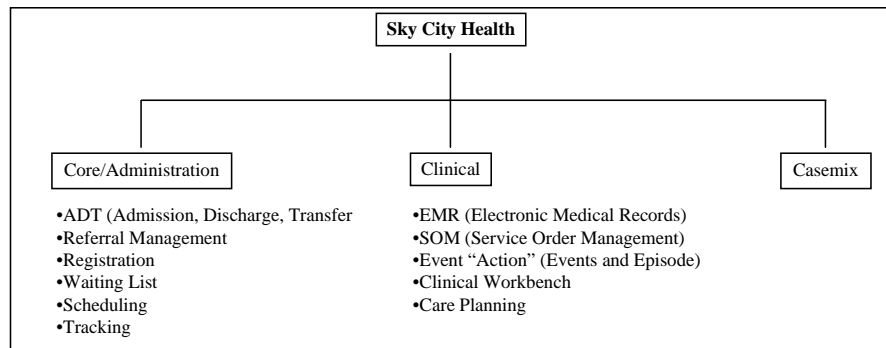 Sky City Health
Core/Administration
Clinical
Casemix
•ADT (Admission, Discharge, Transfer
•Referral Management
•Registration
•Waiting List
•Scheduling
•Tracking
•EMR (Electronic Medical Records)
•SOM (Service Order Management)
•Event “Action” (Events and Episode)
•Clinical Workbench
•Care Planning